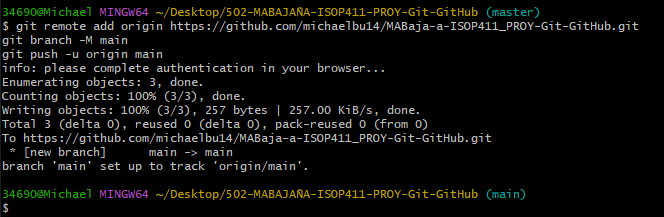 34690@Michael MINGW64 ~/Desktop/502-MABAJAÑA-ISOP411-PROY-Git-GitHub (master)
$ git remote add origin https://github.com/michaelbu14/MABaja-a-ISOP411_PROY-Git-GitHub.git
git branch -M main
git push -u origin main
info: please complete authentication in your browser...
Enumerating objects: 3, done.
Counting objects: 100% (3/3), done.
Writing objects: 100% (3/3), 257 bytes | 257.00 KiB/s, done.
Total 3 (delta 0), reused 0 (delta 0), pack-reused 0 (from 0)
To https://github.com/michaelbu14/MABaja-a-ISOP411_PROY-Git-GitHub.git
 * [new branch]      main -> main
branch 'main' set up to track 'origin/main'.
34690@Michael MINGW64 ~/Desktop/502-MABAJAÑA-ISOP411-PROY-Git-GitHub (main)
$